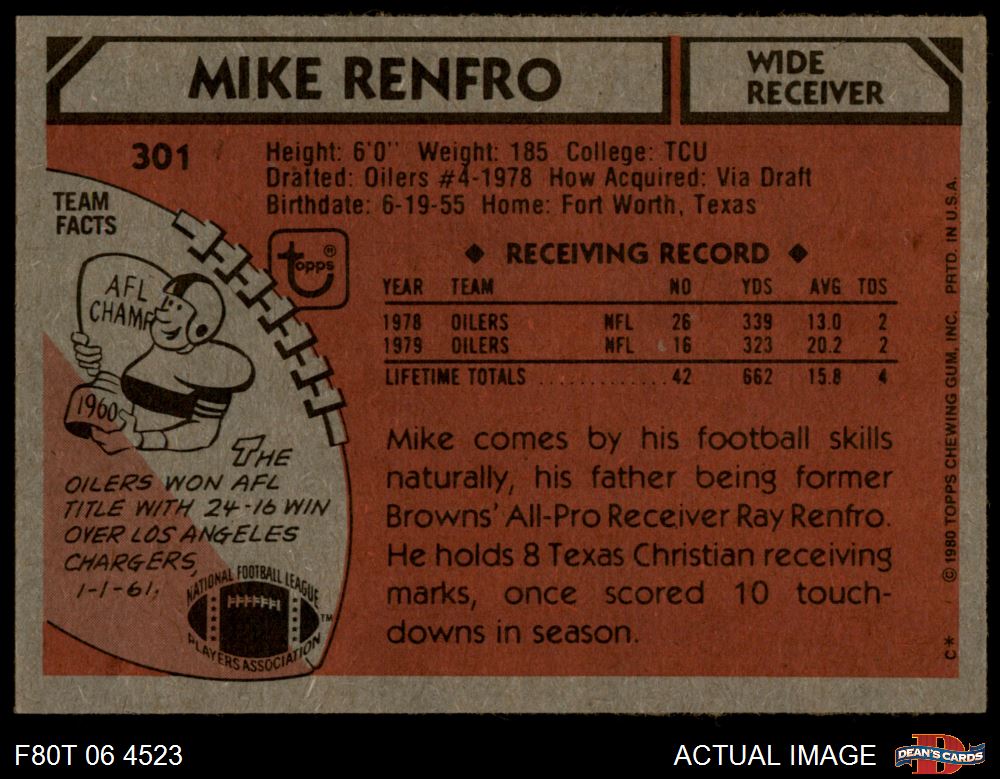 MIKE RENFRO
WIDE
RECEIVER
301
Height: 6'0" Weight: 185 College: TCU
Drafted: Oilers #4-1978 How Acquired: Via Draft
Birthdate: 6-19-55 Home: Fort Worth, Texas
TEAM
FACTS
topps®
AFL
CHAMP
1960
THE
OILERS WON AFL
TITLE WITH 24-16 WIN
OVER LOS ANGELES
CHARGERS,
1-1-61.
NATIONAL FOOTBALL LEAGUE
PLAYERS ASSOCIATION
TM
◆ RECEIVING RECORD ◆
YEAR TEAM NO YDS AVG TDS
1978 OILERS NFL 26 339 13.0 2
1979 OILERS NFL 16 323 20.2 2
LIFETIME TOTALS ............ 42 662 15.8 4
Mike comes by his football skills
naturally, his father being former
Browns' All-Pro Receiver Ray Renfro.
He holds 8 Texas Christian receiving
marks, once scored 10 touch-
downs in season.
C* © 1980 TOPPS CHEWING GUM, INC. PRTD. IN U.S.A.
F80T 06 4523
ACTUAL IMAGE
D
DEAN'S CARDS